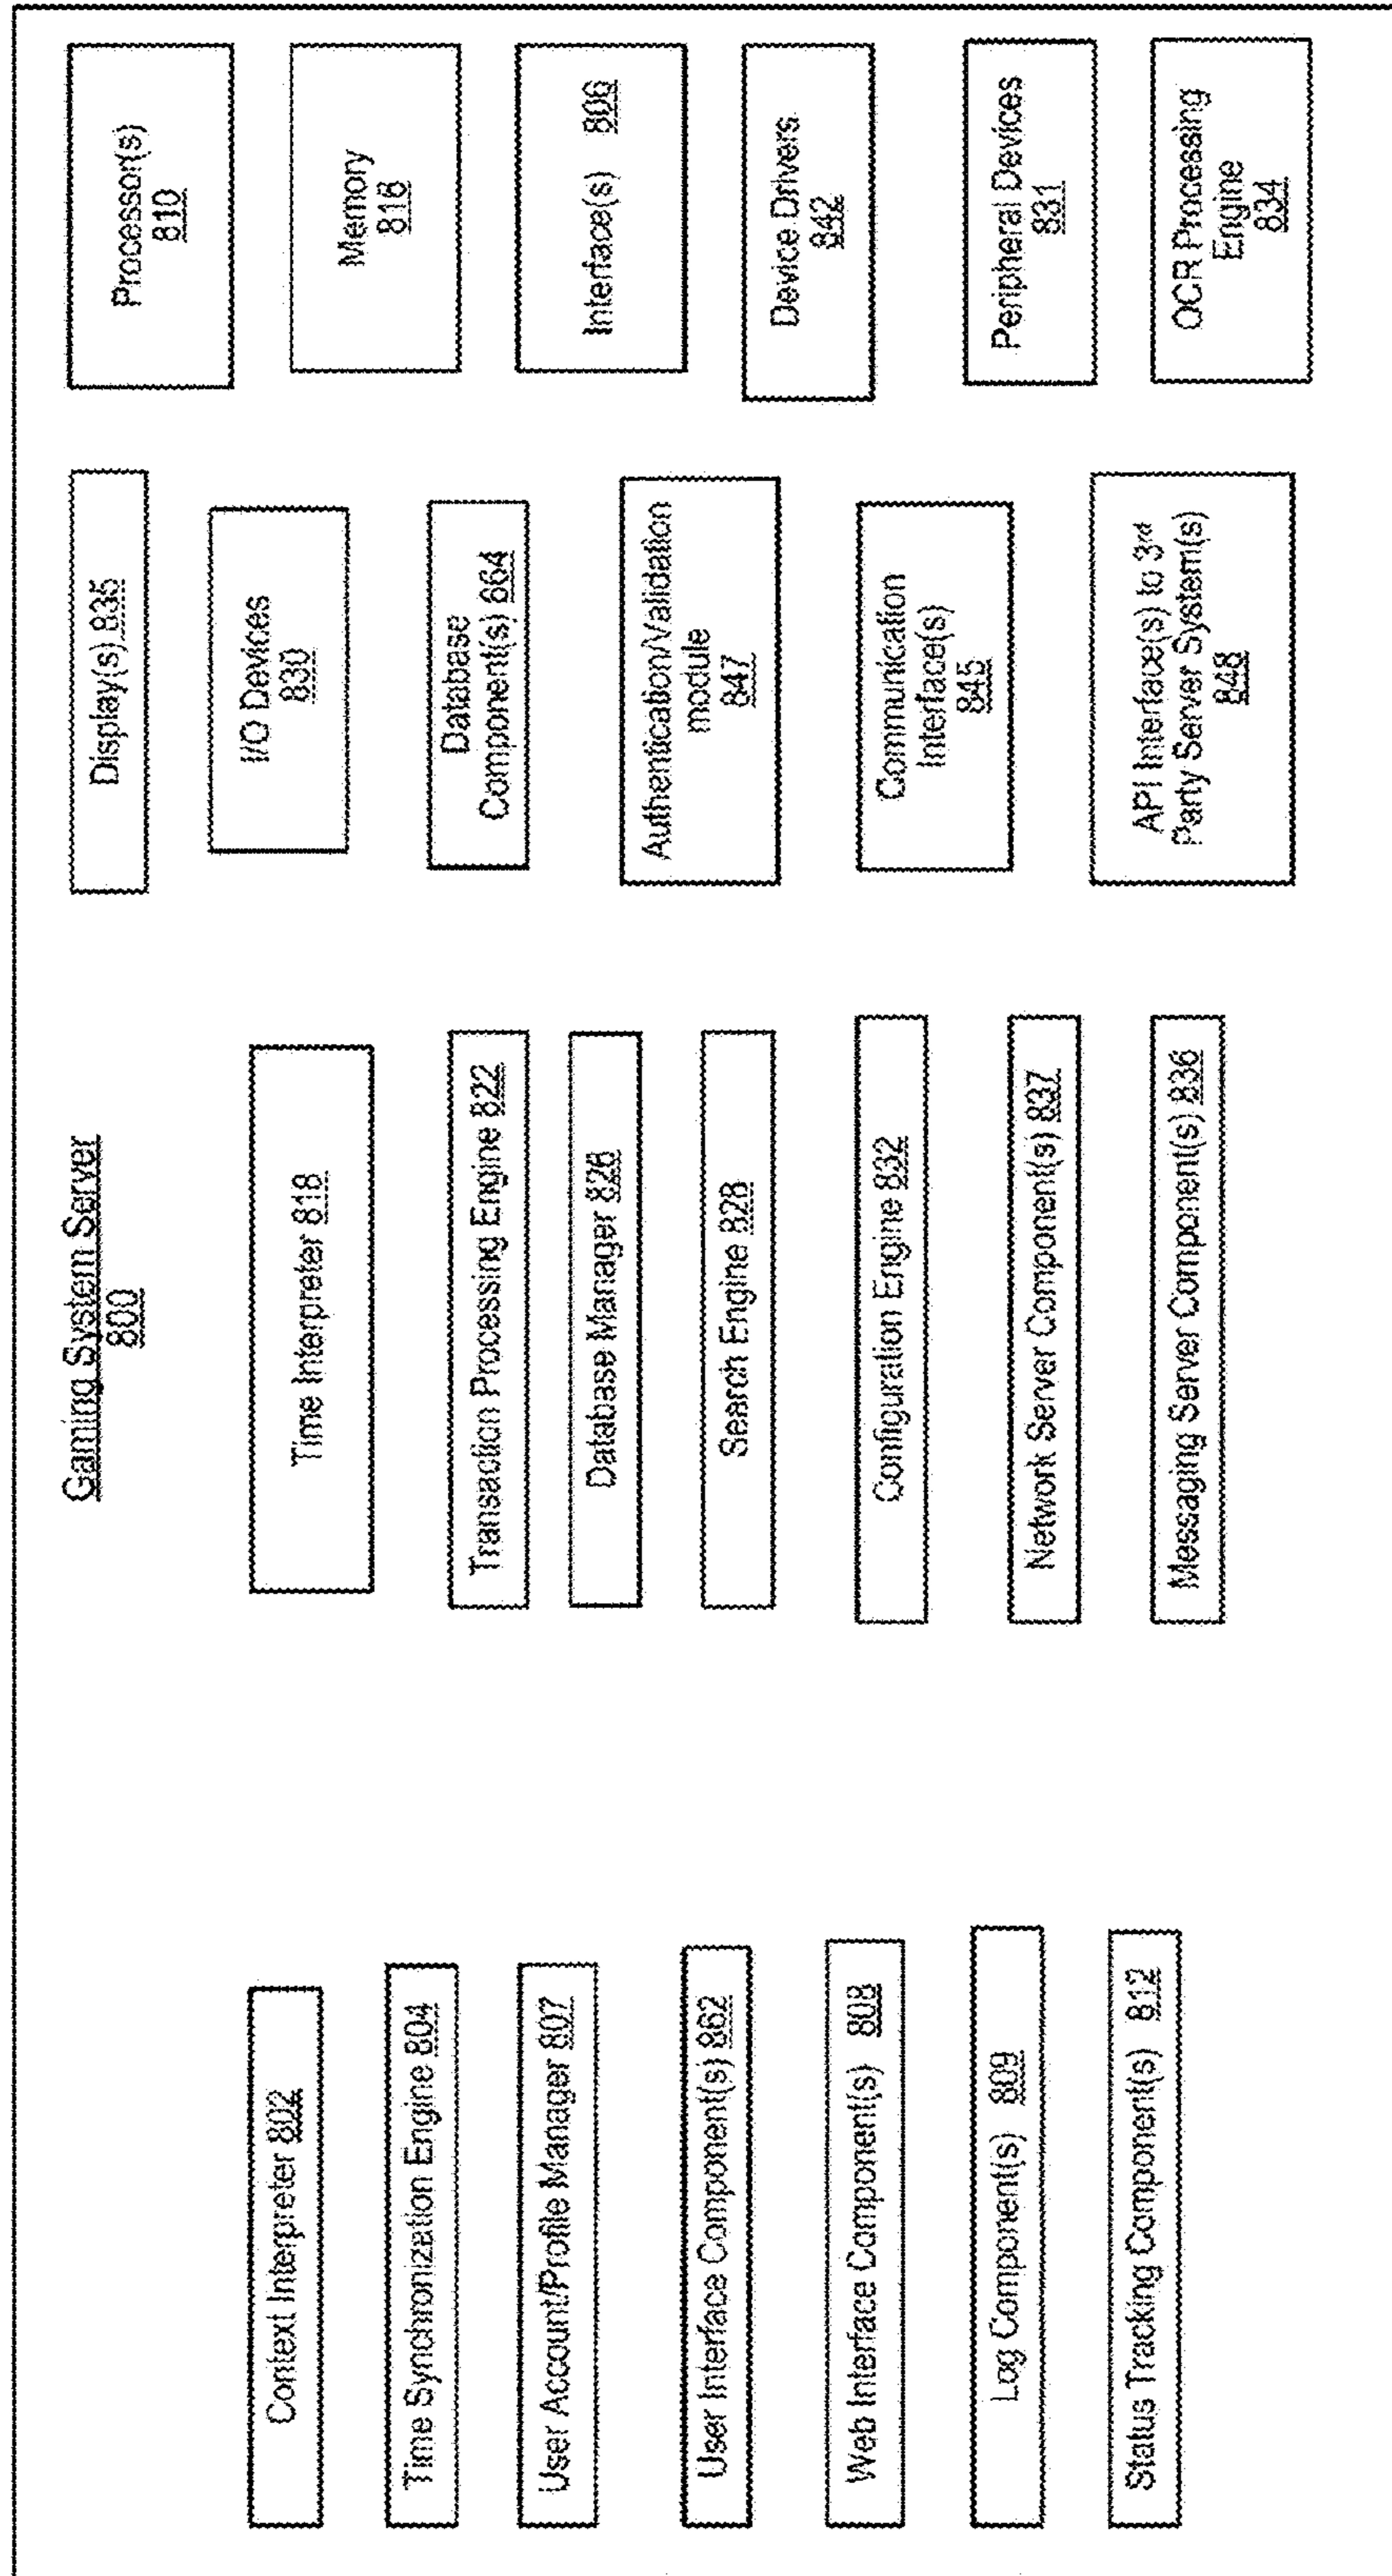 Gaming System Server
800
Context Interpreter 802
Time Synchronization Engine 804
User Account/Profile Manager 807
User Interface Component(s) 862
Web Interface Component(s) 808
Log Component(s) 809
Status Tracking Component(s) 812
Time Interpreter 818
Transaction Processing Engine 822
Database Manager 826
Search Engine 828
Configuration Engine 832
Network Server Component(s) 837
Messaging Server Component(s) 836
Display(s) 835
I/O Devices
830
Database
Component(s) 664
Authentication/Validation
module
847
Communication
Interface(s)
845
API Interface(s) to 3rd
Party Server System(s)
848
Processor(s)
810
Memory
816
Interface(s) 806
Device Drivers
842
Peripheral Devices
831
OCR Processing
Engine
834